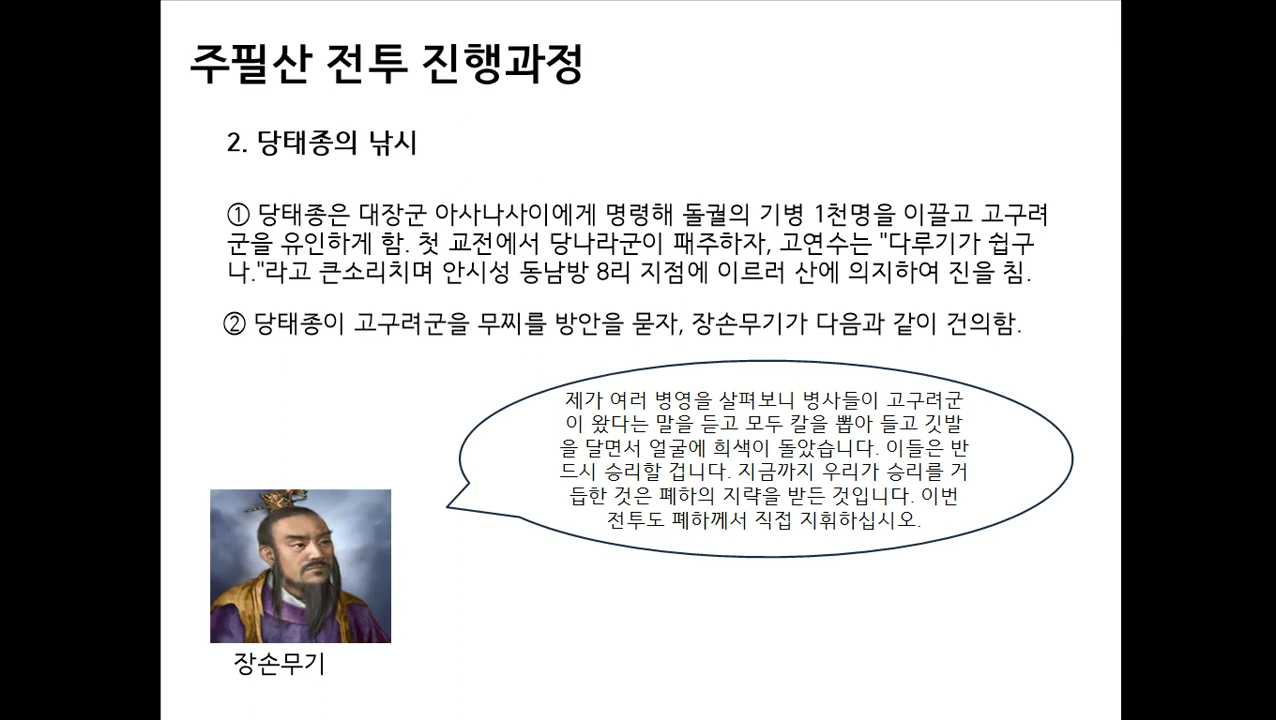 주필산 전투 진행과정
2. 당태종의 낚시
① 당태종은 대장군 아사나사이에게 명령해 돌궐의 기병 1천명을 이끌고 고구려
군을 유인하게 함. 첫 교전에서 당나라군이 패주하자, 고연수는 "다루기가 쉽구
나."라고 큰소리치며 안시성 동남방 8리 지점에 이르러 산에 의지하여 진을 침.
② 당태종이 고구려군을 무찌를 방안을 묻자, 장손무기가 다음과 같이 건의함.
제가 여러 병영을 살펴보니 병사들이 고구려군
이 왔다는 말을 듣고 모두 칼을 뽑아 들고 깃발
을 달면서 얼굴에 희색이 돌았습니다. 이들은 반
드시 승리할 겁니다. 지금까지 우리가 승리를 거
듭한 것은 폐하의 지략을 받든 것입니다. 이번
전투도 폐하께서 직접 지휘하십시오.
장손무기